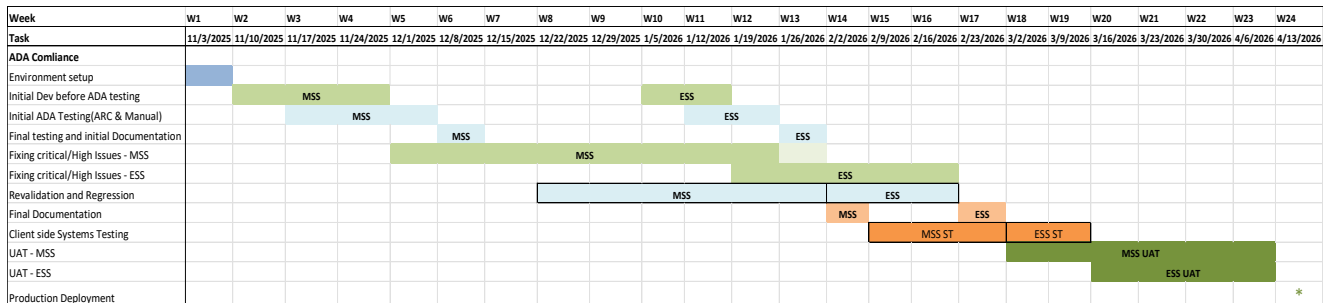 Week W1 W2 W3 W4 W5 W6 W7 W8 W9 W10 W11 W12 W13 W14 W15 W16 W17 W18 W19 W20 W21 W22 W23 W24
Task 11/3/2025 11/10/2025 11/17/2025 11/24/2025 12/1/2025 12/8/2025 12/15/2025 12/22/2025 12/29/2025 1/5/2026 1/12/2026 1/19/2026 1/26/2026 2/2/2026 2/9/2026 2/16/2026 2/23/2026 3/2/2026 3/9/2026 3/16/2026 3/23/2026 3/30/2026 4/6/2026 4/13/2026
ADA Comliance
Environment setup
Initial Dev before ADA testing MSS ESS
Initial ADA Testing(ARC & Manual) MSS ESS
Final testing and initial Documentation MSS ESS
Fixing critical/High Issues - MSS MSS
Fixing critical/High Issues - ESS ESS
Revalidation and Regression MSS ESS
Final Documentation MSS ESS
Client side Systems Testing MSS ST ESS ST
UAT - MSS MSS UAT
UAT - ESS ESS UAT
Production Deployment *